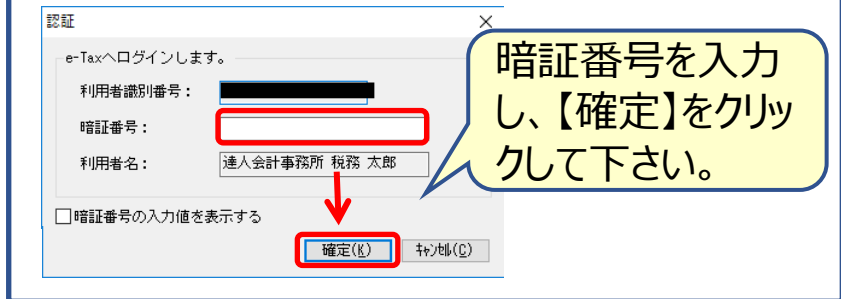 認証
e-Taxへログインします。
利用者識別番号：
暗証番号：
利用者名： 達人会計事務所 税務 太郎
暗証番号の入力値を表示する
確定(K) ｷｬﾝｾﾙ(C)
暗証番号を入力
し、【確定】をクリッ
クして下さい。